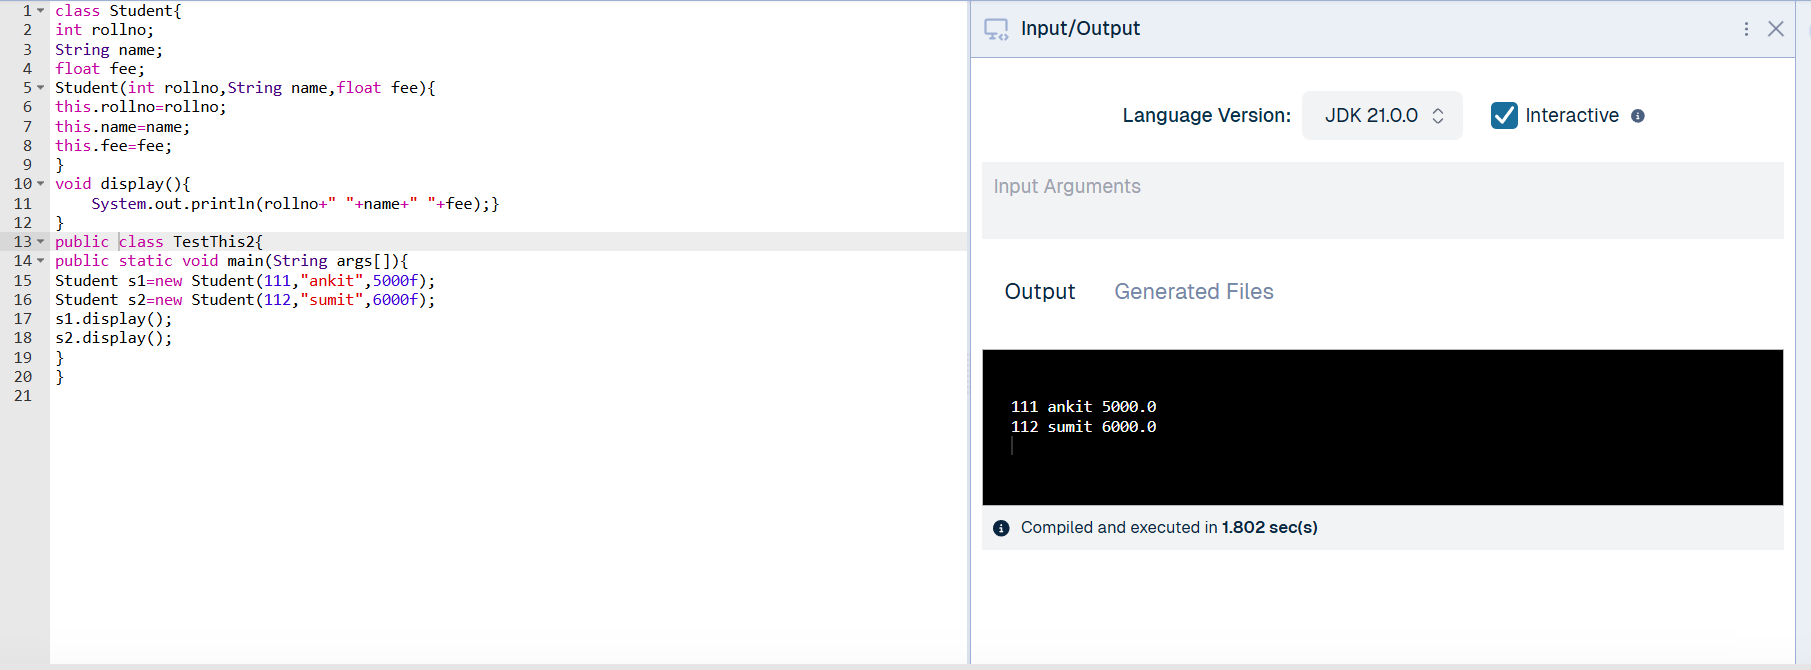 1 class Student{
2 int rollno;
3 String name;
4 float fee;
5 Student(int rollno,String name,float fee){
6 this.rollno=rollno;
7 this.name=name;
8 this.fee=fee;
9 }
10 void display(){
11     System.out.println(rollno+" "+name+" "+fee);}
12 }
13 public class TestThis2{
14 public static void main(String args[]){
15 Student s1=new Student(111,"ankit",5000f);
16 Student s2=new Student(112,"sumit",6000f);
17 s1.display();
18 s2.display();
19 }
20 }
21
Input/Output
Language Version: JDK 21.0.0 Interactive
Input Arguments
Output Generated Files
111 ankit 5000.0
112 sumit 6000.0
Compiled and executed in 1.802 sec(s)